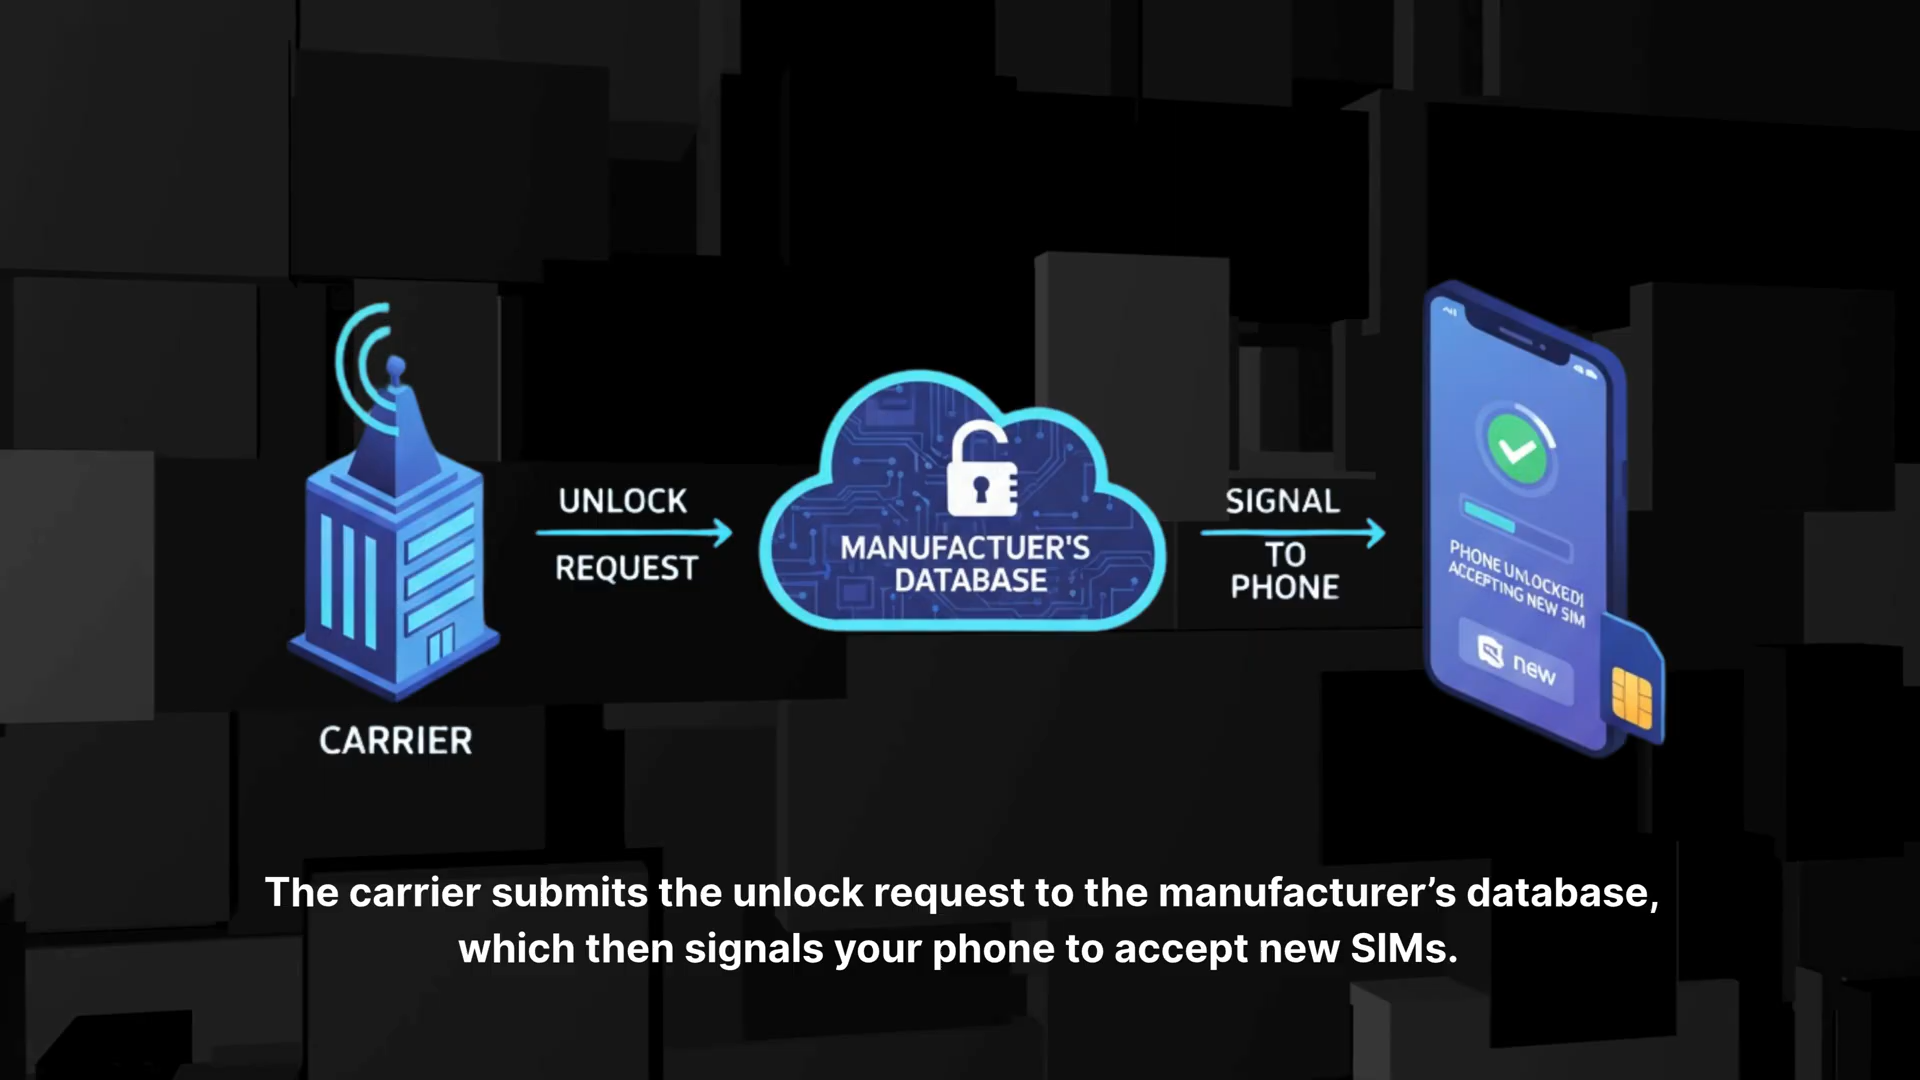 UNLOCK
REQUEST
CARRIER
MANUFACTUER'S
DATABASE
SIGNAL
TO
PHONE
PHONE UNLOCKED!
ACCEPTING NEW SIM
new
The carrier submits the unlock request to the manufacturer’s database,
which then signals your phone to accept new SIMs.